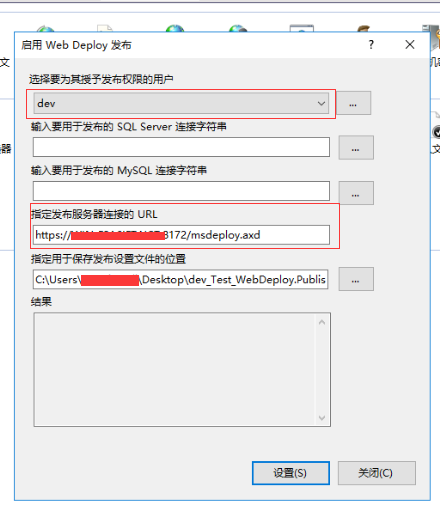 启用 Web Deploy 发布
? ×
选择要为其授予发布权限的用户
dev
...
输入要用于发布的 SQL Server 连接字符串
...
输入要用于发布的 MySQL 连接字符串
...
指定发布服务器连接的 URL
https:// 8172/msdeploy.axd
指定用于保存发布设置文件的位置
C:\Users\ \Desktop\dev_Test_WebDeploy.Publis
...
结果
设置(S)
关闭(C)
文
器
文